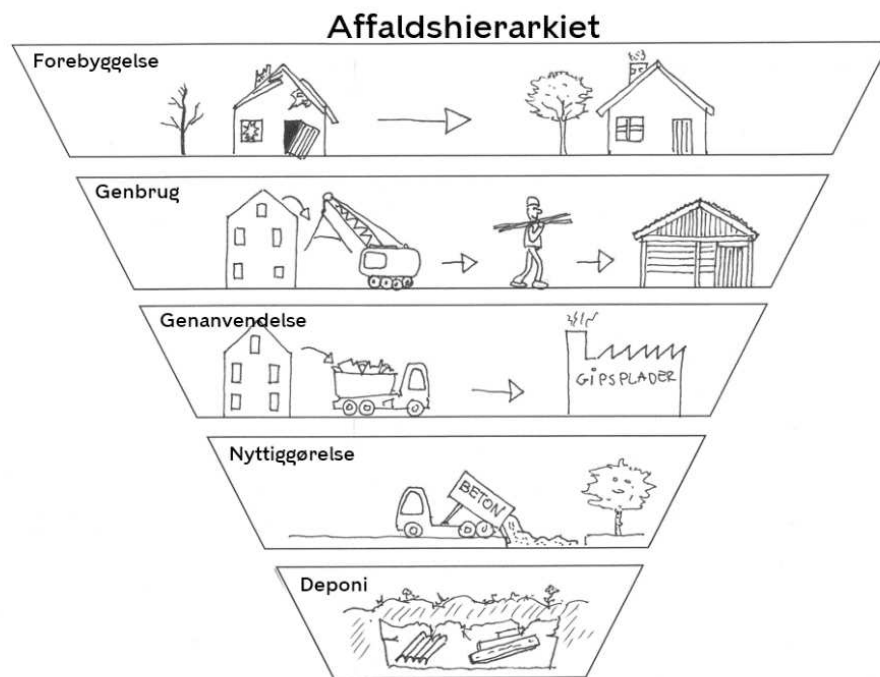 Affaldshierarkiet
Forebyggelse
Genbrug
Genanvendelse
GIPSPLADER
Nyttiggørelse
BETON
Deponi